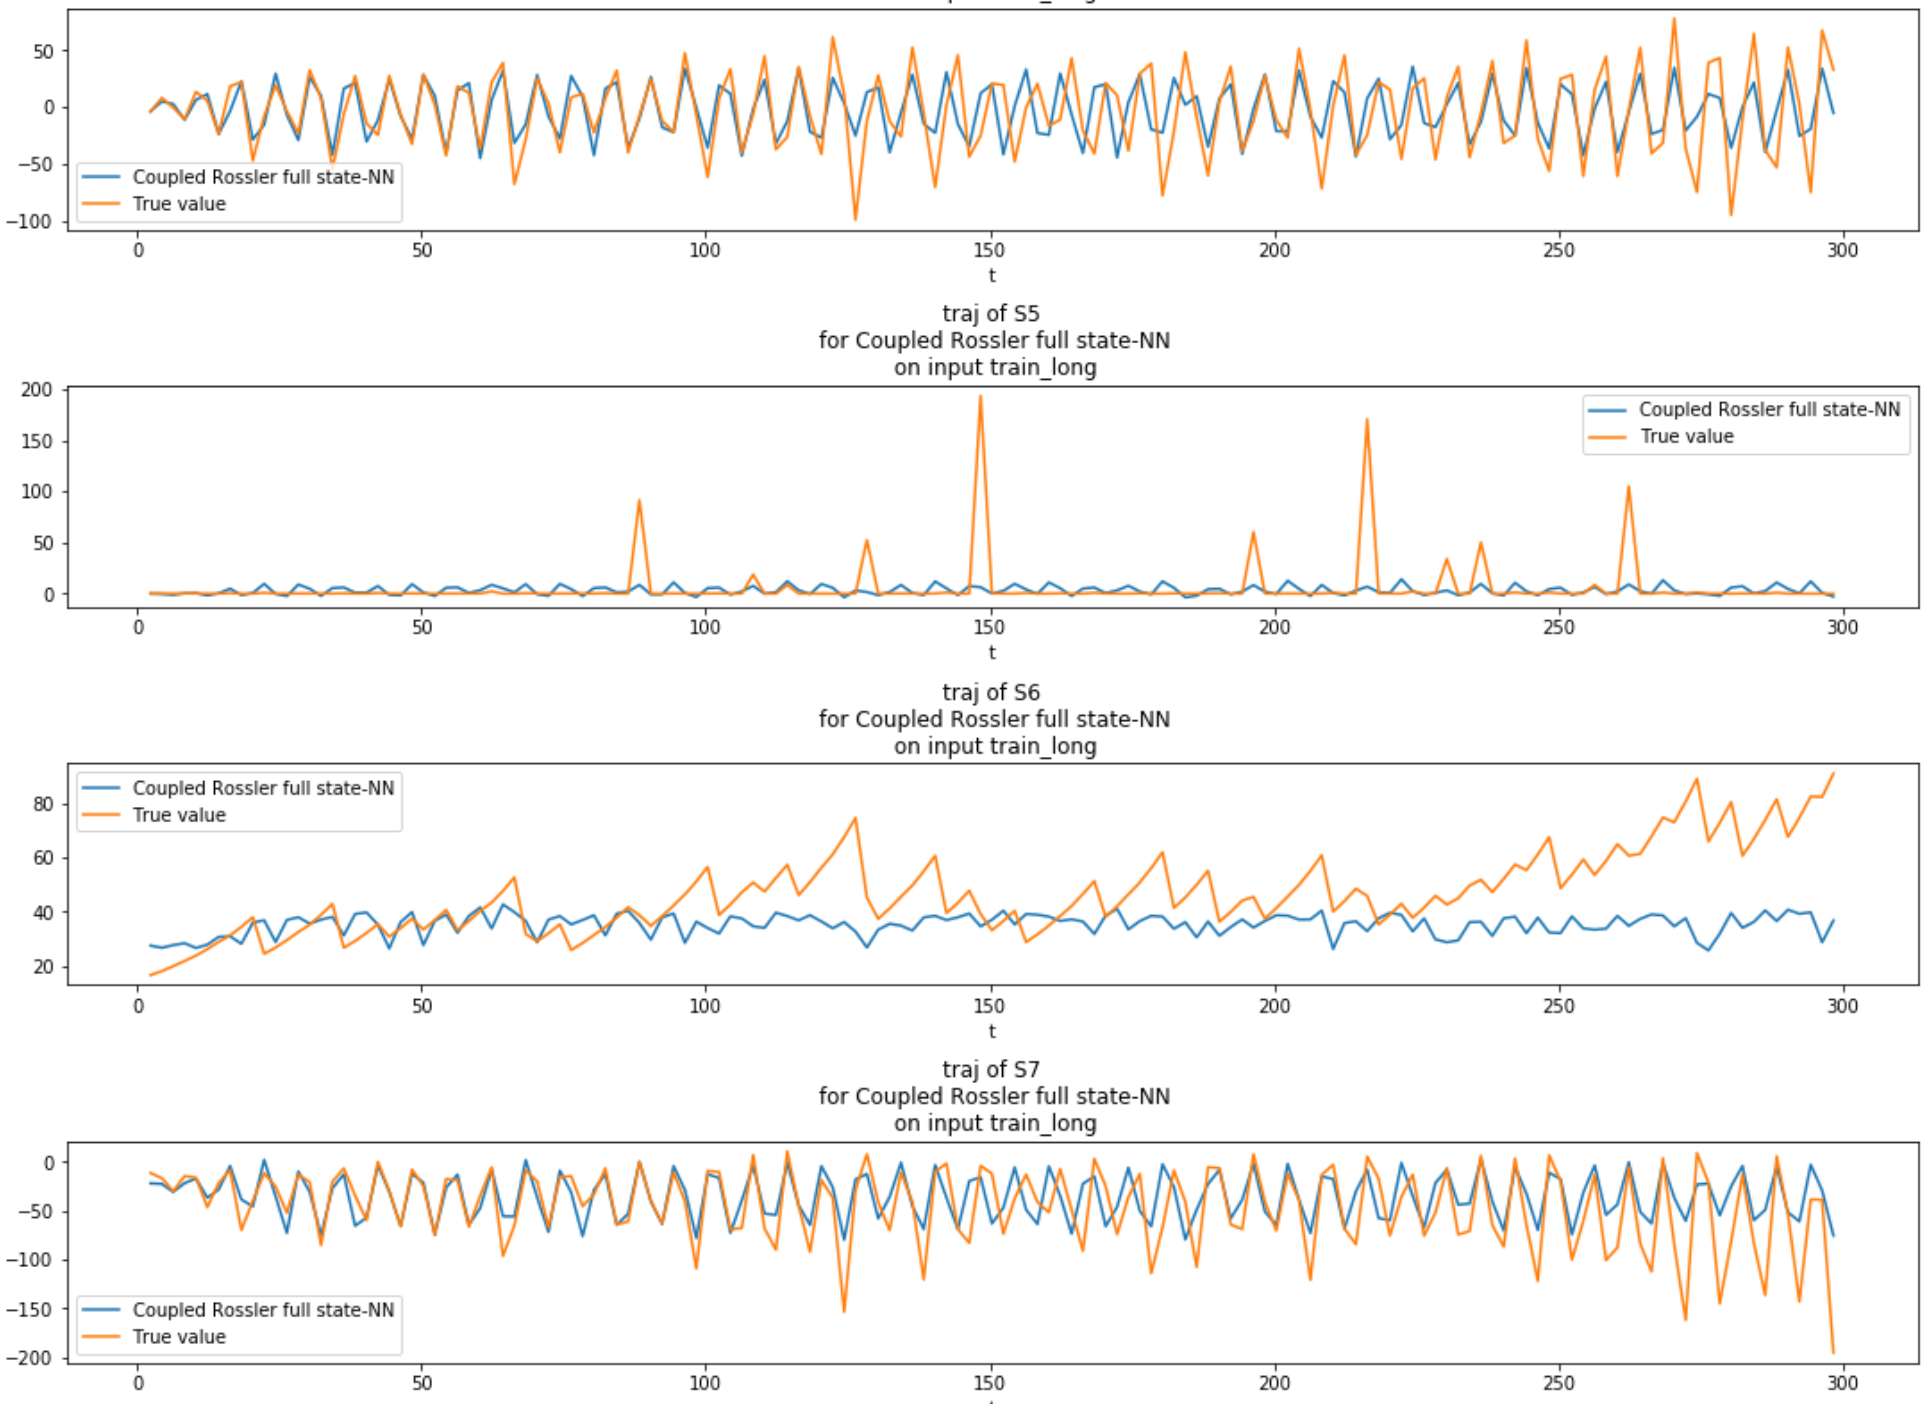 50
0
−50
−100
Coupled Rossler full state-NN
True value
0 50 100 150 200 250 300
t
traj of S5
for Coupled Rossler full state-NN
on input train_long
200
150
100
50
0
Coupled Rossler full state-NN
True value
0 50 100 150 200 250 300
t
traj of S6
for Coupled Rossler full state-NN
on input train_long
80
60
40
20
Coupled Rossler full state-NN
True value
0 50 100 150 200 250 300
t
traj of S7
for Coupled Rossler full state-NN
on input train_long
0
−50
−100
−150
−200
Coupled Rossler full state-NN
True value
0 50 100 150 200 250 300